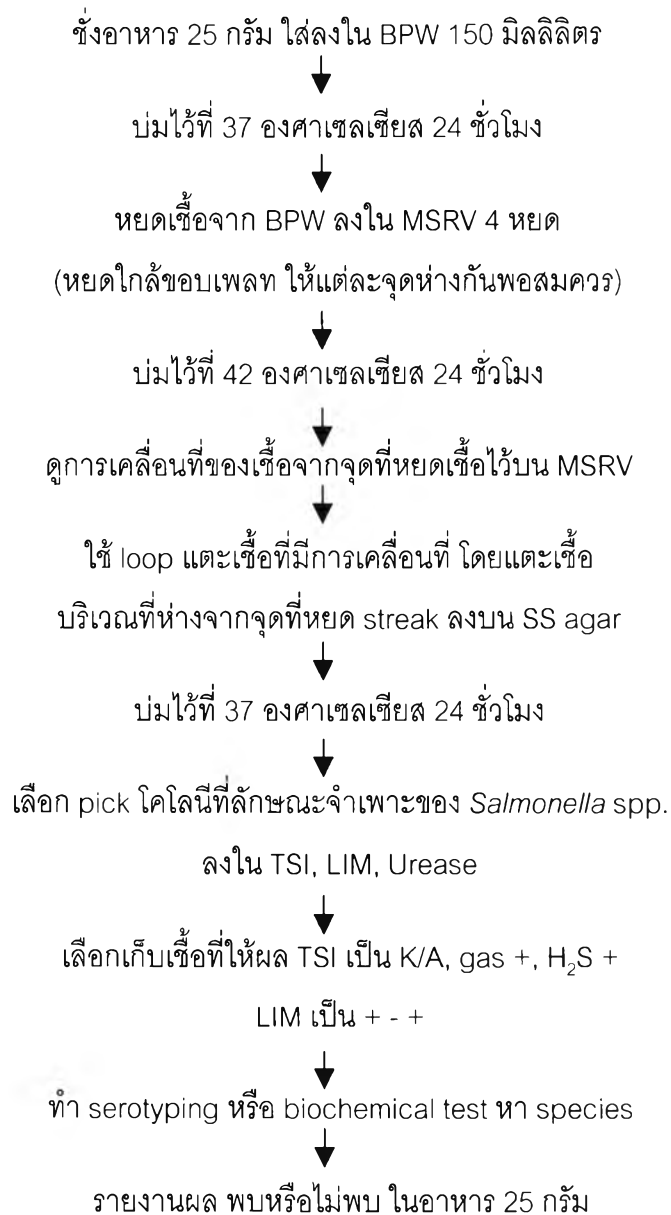 ชั่งอาหาร 25 กรัม ใส่ลงใน BPW 150 มิลลิลิตร
บ่มไว้ที่ 37 องศาเซลเซียส 24 ชั่วโมง
หยดเชื้อจาก BPW ลงใน MSRV 4 หยด
(หยดใกล้ขอบเพลท ให้แต่ละจุดห่างกันพอสมควร)
บ่มไว้ที่ 42 องศาเซลเซียส 24 ชั่วโมง
ดูการเคลื่อนที่ของเชื้อจากจุดที่หยดเชื้อไว้บน MSRV
ใช้ loop แตะเชื้อที่มีการเคลื่อนที่ โดยแตะเชื้อ
บริเวณที่ห่างจากจุดที่หยด streak ลงบน SS agar
บ่มไว้ที่ 37 องศาเซลเซียส 24 ชั่วโมง
เลือก pick โคโลนีที่ลักษณะจำเพาะของ Salmonella spp.
ลงใน TSI, LIM, Urease
เลือกเก็บเชื้อที่ให้ผล TSI เป็น K/A, gas +, H₂S +
LIM เป็น + - +
ทำ serotyping หรือ biochemical test หา species
รายงานผล พบหรือไม่พบ ในอาหาร 25 กรัม